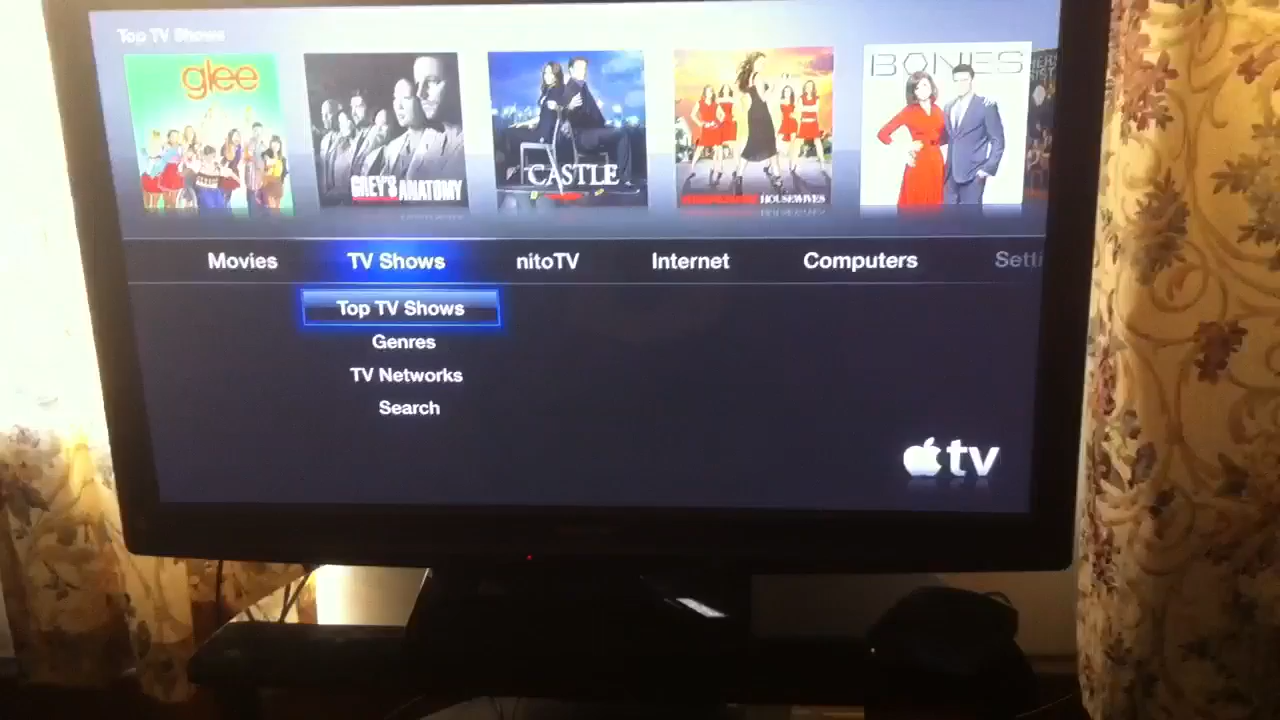 Top TV Shows
glee
GREY'S ANATOMY
CASTLE
HOUSEWIVES
BONES
Movies
TV Shows
nitoTV
Internet
Computers
Setti
Top TV Shows
Genres
TV Networks
Search
tv